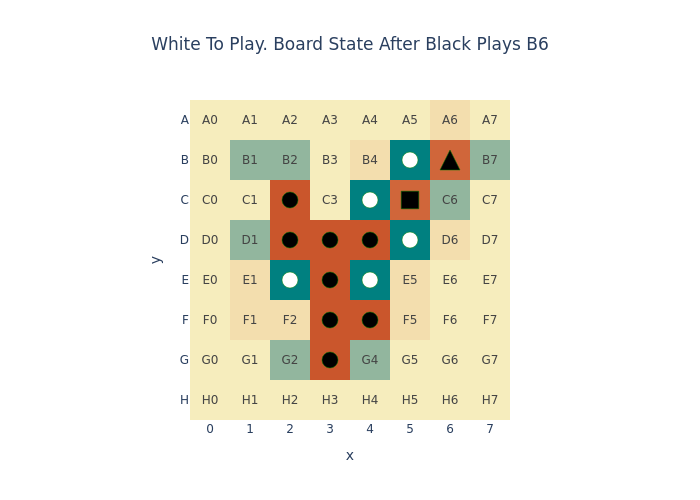 White To Play. Board State After Black Plays B6
A A0 A1 A2 A3 A4 A5 A6 A7
B B0 B1 B2 B3 B4 B7
C C0 C1 C3 C6 C7
D D0 D1 D6 D7
y
E E0 E1 E5 E6 E7
F F0 F1 F2 F5 F6 F7
G G0 G1 G2 G4 G5 G6 G7
H H0 H1 H2 H3 H4 H5 H6 H7
0 1 2 3 4 5 6 7
x